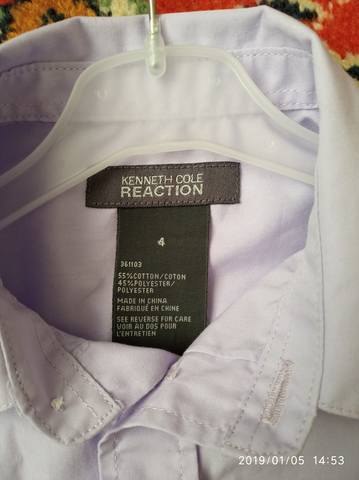 KENNETH COLE
REACTION
4
361103
55%COTTON/COTON
45%POLYESTER/
POLYESTER
MADE IN CHINA
FABRIQUÉ EN CHINE
SEE REVERSE FOR CARE
VOIR AU DOS POUR
L'ENTRETIEN
2019/01/05 14:53